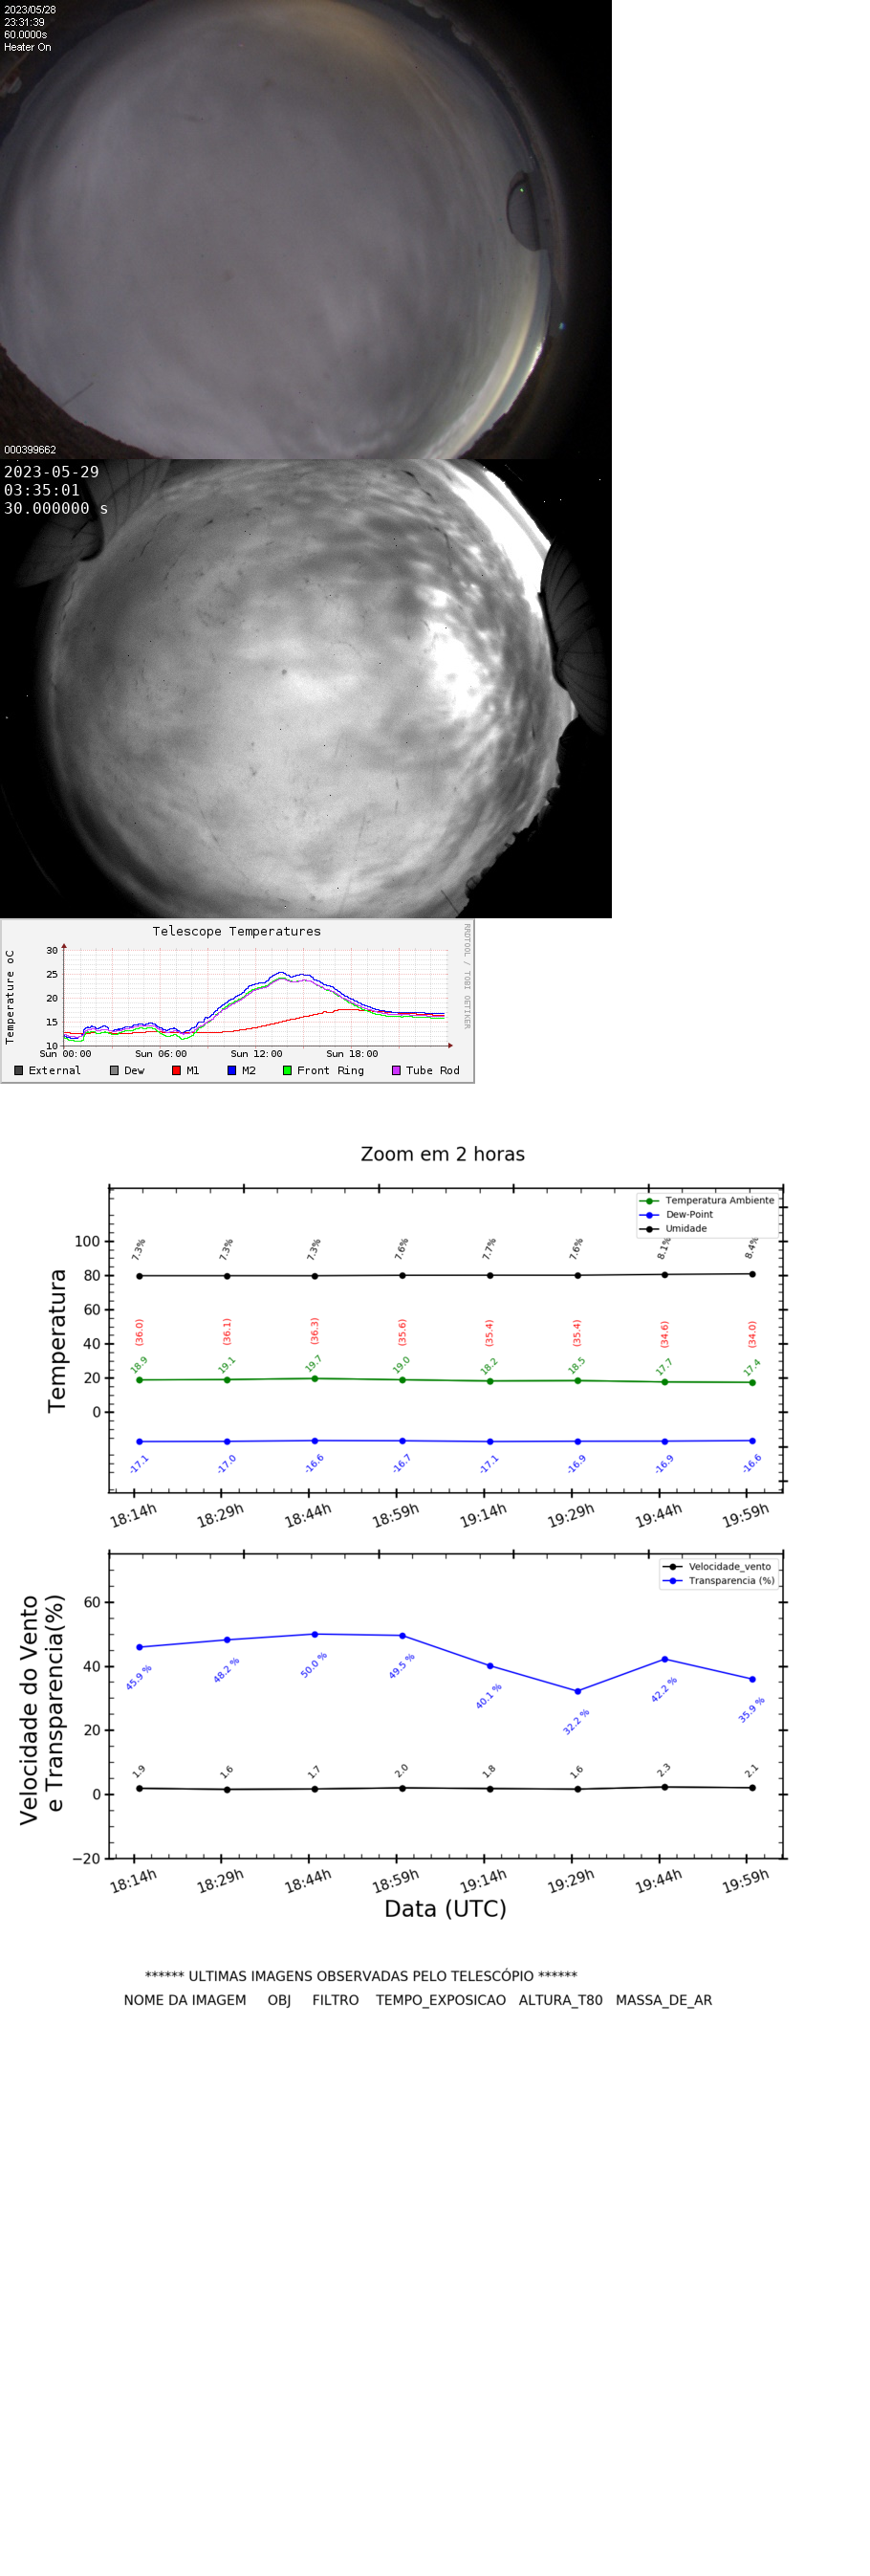 2023/05/28
23:31:39
60.0000s
Heater On
000399662
2023-05-29
03:35:01
30.000000 s
Telescope Temperatures
RRDTOOL / TOBI OETIKER
Temperature oC
30
25
20
15
10
Sun 00:00 Sun 06:00 Sun 12:00 Sun 18:00
External Dew M1 M2 Front Ring Tube Rod
Zoom em 2 horas
Temperatura Ambiente
Dew-Point
Umidade
Temperatura
100
80
60
40
20
0
7.3% 7.3% 7.3% 7.6% 7.7% 7.6% 8.1% 8.4%
(36.0) (36.1) (36.3) (35.6) (35.4) (35.4) (34.6) (34.0)
18.9 19.1 19.7 19.0 18.2 18.5 17.7 17.4
-17.1 -17.0 -16.6 -16.7 -17.1 -16.9 -16.9 -16.6
18:14h 18:29h 18:44h 18:59h 19:14h 19:29h 19:44h 19:59h
Velocidade_vento
Transparencia (%)
Velocidade do Vento
e Transparencia(%)
60
40
20
0
−20
45.9 % 48.2 % 50.0 % 49.5 % 40.1 % 32.2 % 42.2 % 35.9 %
1.9 1.6 1.7 2.0 1.8 1.6 2.3 2.1
18:14h 18:29h 18:44h 18:59h 19:14h 19:29h 19:44h 19:59h
Data (UTC)
****** ULTIMAS IMAGENS OBSERVADAS PELO TELESCÓPIO ******
NOME DA IMAGEM OBJ FILTRO TEMPO_EXPOSICAO ALTURA_T80 MASSA_DE_AR